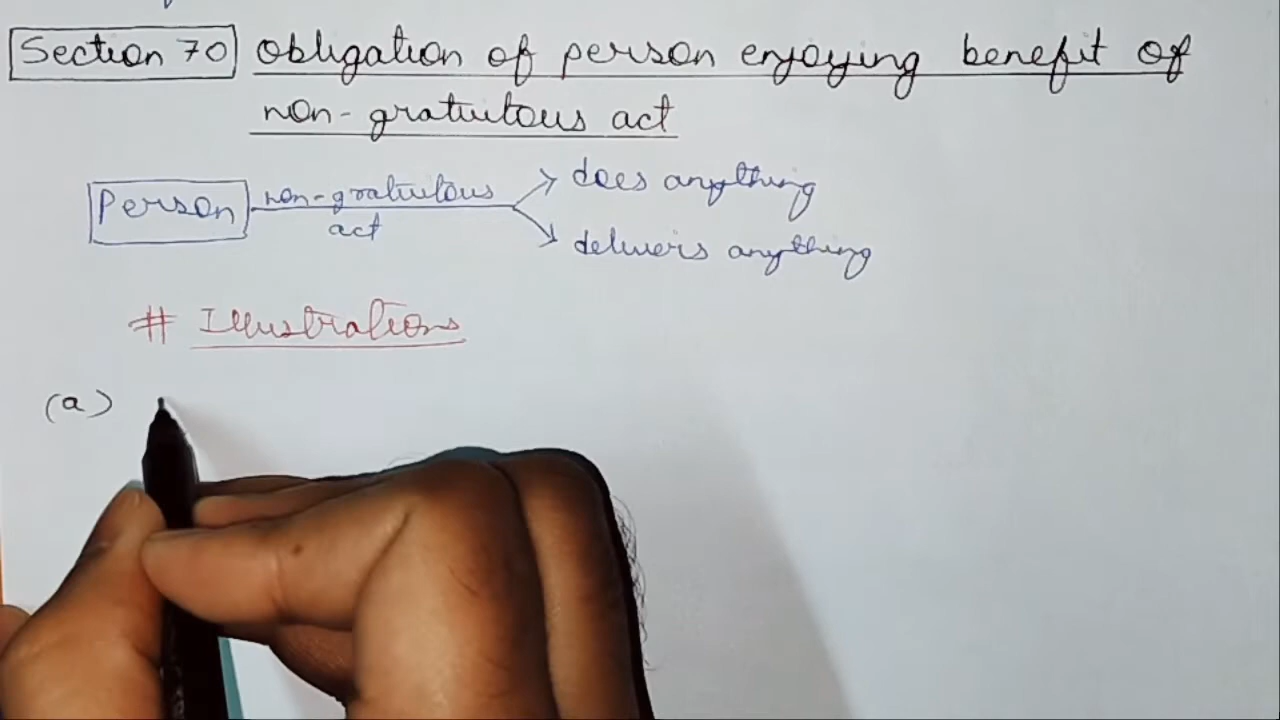 Section 70 obligation of person enjoying benefit of
non-gratuitous act
Person non-gratuitous act
does anything
delivers anything
# Illustrations
(a)